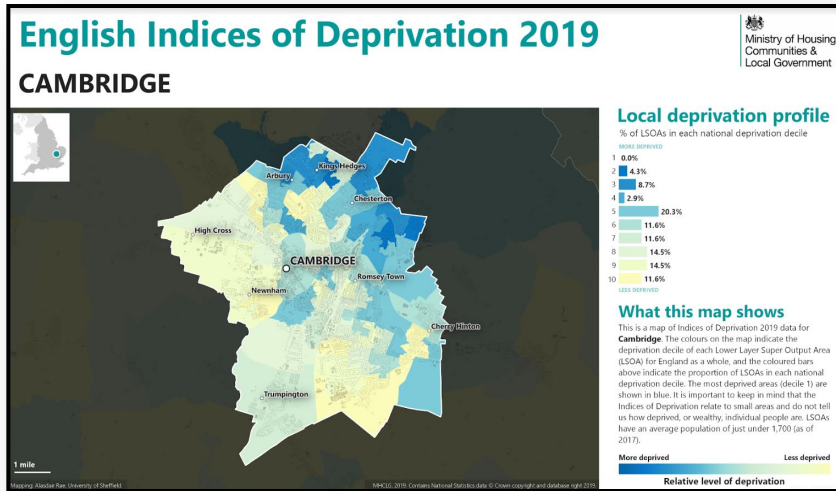 English Indices of Deprivation 2019
CAMBRIDGE
Ministry of Housing
Communities &
Local Government
Kings Hedges
Arbury
Chesterton
High Cross
CAMBRIDGE
Romsey Town
Newnham
Cherry Hinton
Trumpington
1 mile
Mapping: Alasdair Rae, University of Sheffield.
MHCLG, 2019. Contains National Statistics data © Crown copyright and database right 2019.
Local deprivation profile
% of LSOAs in each national deprivation decile
MORE DEPRIVED
1 0.0%
2 4.3%
3 8.7%
4 2.9%
5 20.3%
6 11.6%
7 11.6%
8 14.5%
9 14.5%
10 11.6%
LESS DEPRIVED
What this map shows
This is a map of Indices of Deprivation 2019 data for
Cambridge. The colours on the map indicate the
deprivation decile of each Lower Layer Super Output Area
(LSOA) for England as a whole, and the coloured bars
above indicate the proportion of LSOAs in each national
deprivation decile. The most deprived areas (decile 1) are
shown in blue. It is important to keep in mind that the
Indices of Deprivation relate to small areas and do not tell
us how deprived, or wealthy, individual people are. LSOAs
have an average population of just under 1,700 (as of
2017).
More deprived Less deprived
Relative level of deprivation